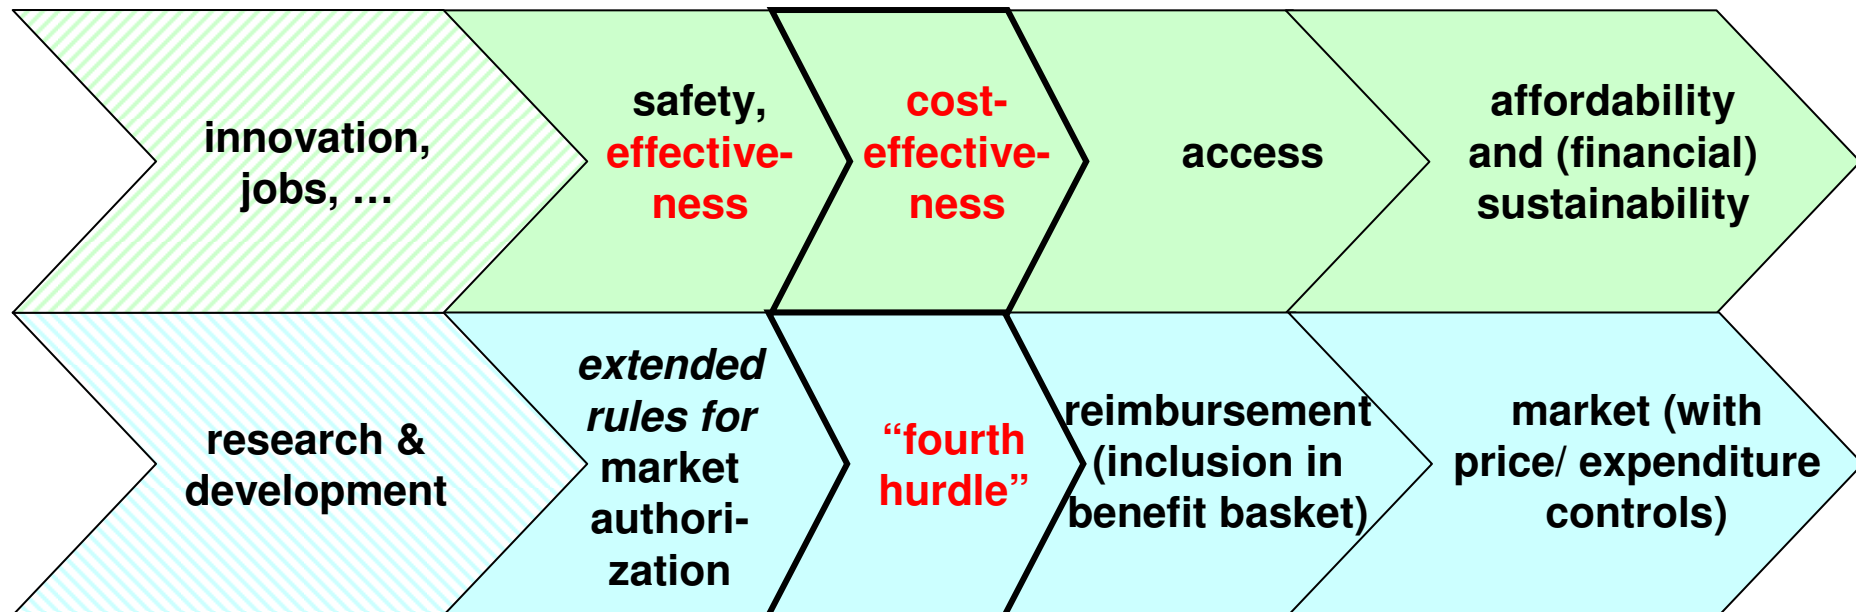 innovation,
jobs, …
safety,
effective-
ness
cost-
effective-
ness
access
affordability
and (financial)
sustainability
research &
development
extended
rules for
market
authori-
zation
“fourth
hurdle”
reimbursement
(inclusion in
benefit basket)
market (with
price/ expenditure
controls)